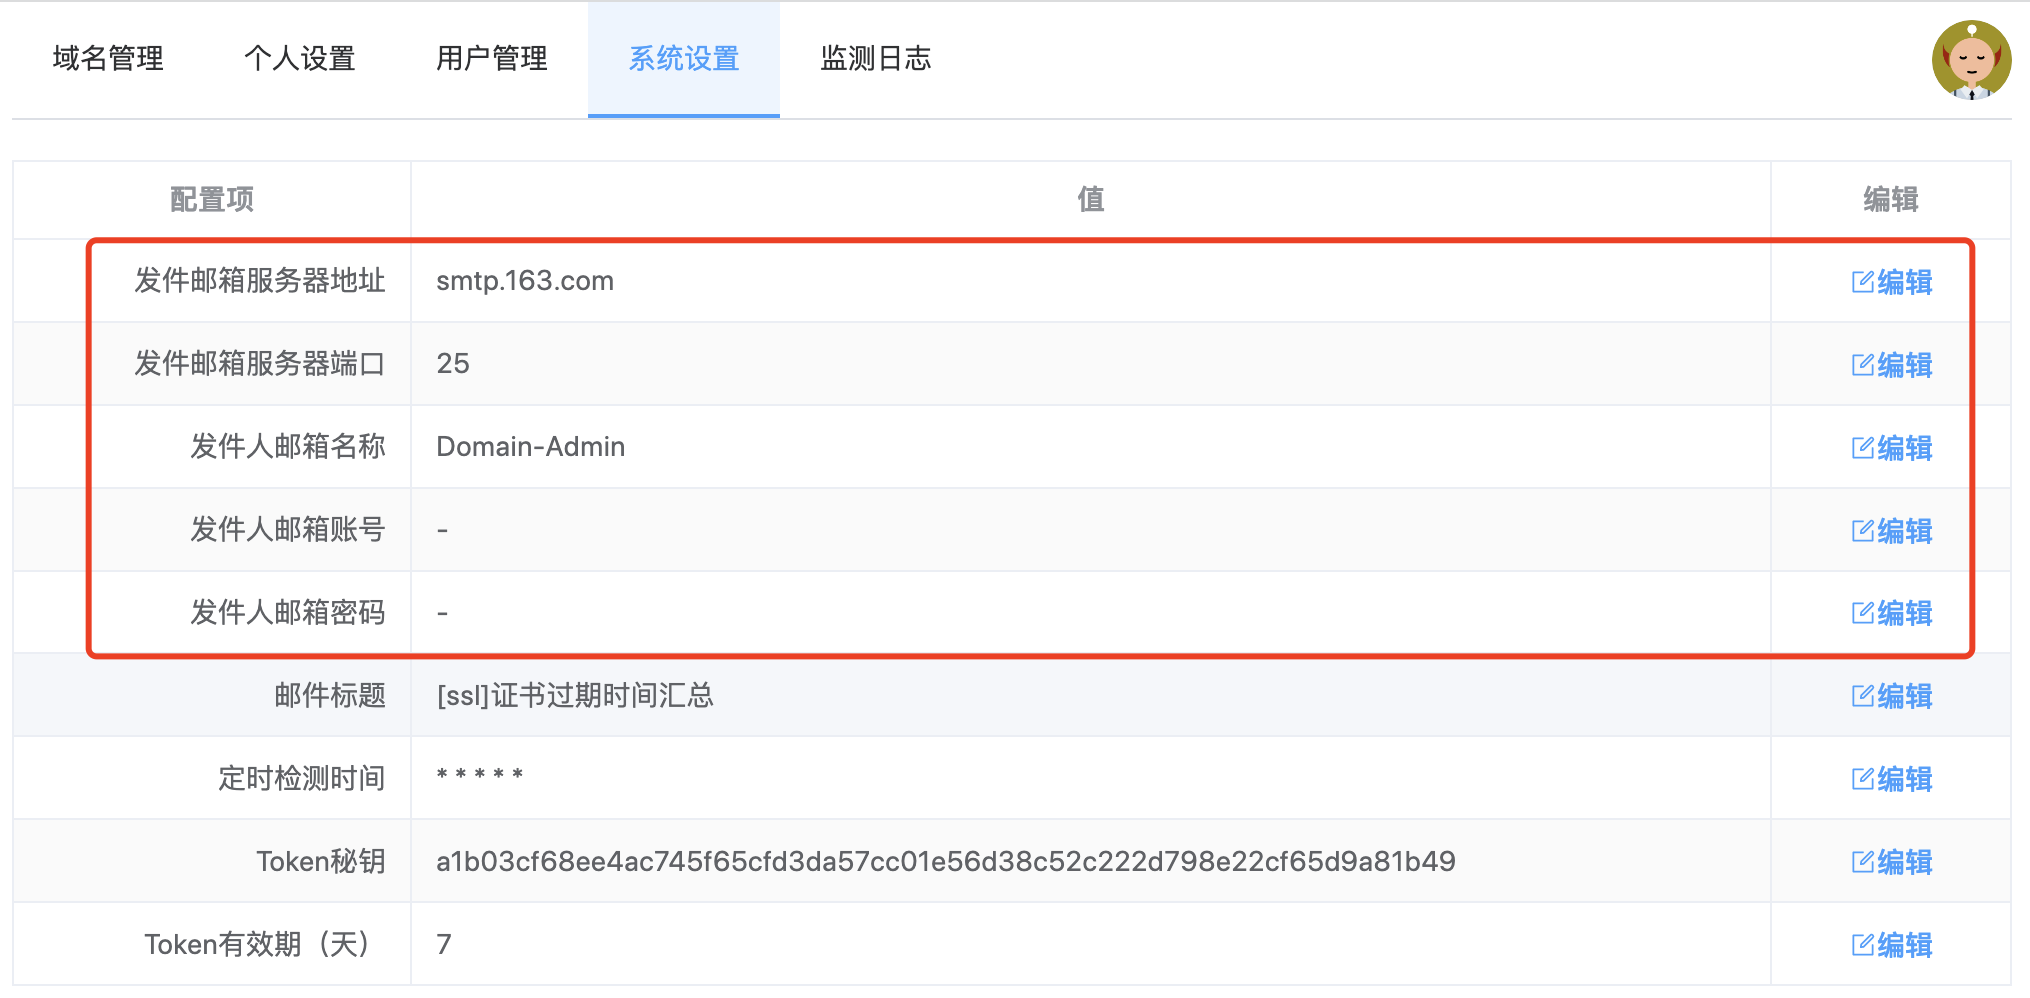 域名管理 个人设置 用户管理 系统设置 监测日志
配置项 值 编辑
发件邮箱服务器地址 smtp.163.com 编辑
发件邮箱服务器端口 25 编辑
发件人邮箱名称 Domain-Admin 编辑
发件人邮箱账号 - 编辑
发件人邮箱密码 - 编辑
邮件标题 [ssl]证书过期时间汇总 编辑
定时检测时间 * * * * * 编辑
Token秘钥 a1b03cf68ee4ac745f65cfd3da57cc01e56d38c52c222d798e22cf65d9a81b49 编辑
Token有效期（天） 7 编辑